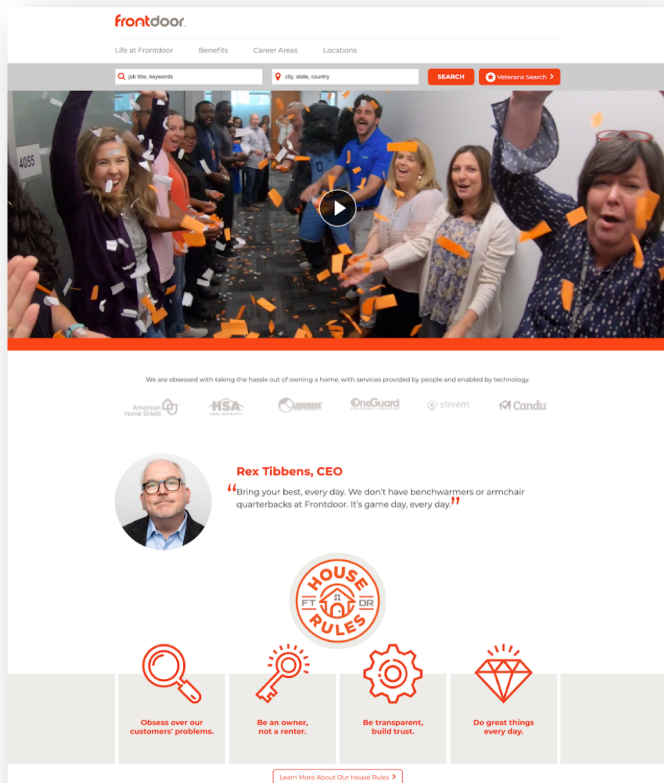 frontdoor.
Life at Frontdoor Benefits Career Areas Locations
job title, keywords
city, state, country
SEARCH
Veterans Search >
4055
We are obsessed with taking the hassle out of owning a home, with services provided by people and enabled by technology.
American
Home Shield
HSA
HOME WARRANTY
LANDMARK
OneGuard
streem
Candu
Rex Tibbens, CEO
“Bring your best, every day. We don't have benchwarmers or armchair
quarterbacks at Frontdoor. It's game day, every day.”
HOUSE
FT DR
RULES
Obsess over our
customers' problems.
Be an owner,
not a renter.
Be transparent,
build trust.
Do great things
every day.
Learn More About Our House Rules >